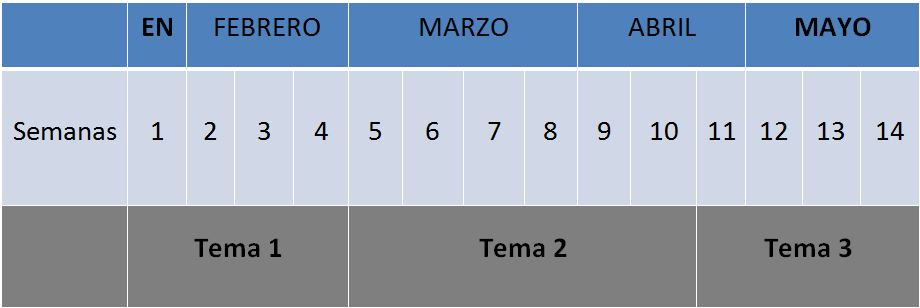 EN FEBRERO MARZO ABRIL MAYO
Semanas 1 2 3 4 5 6 7 8 9 10 11 12 13 14
Tema 1 Tema 2 Tema 3